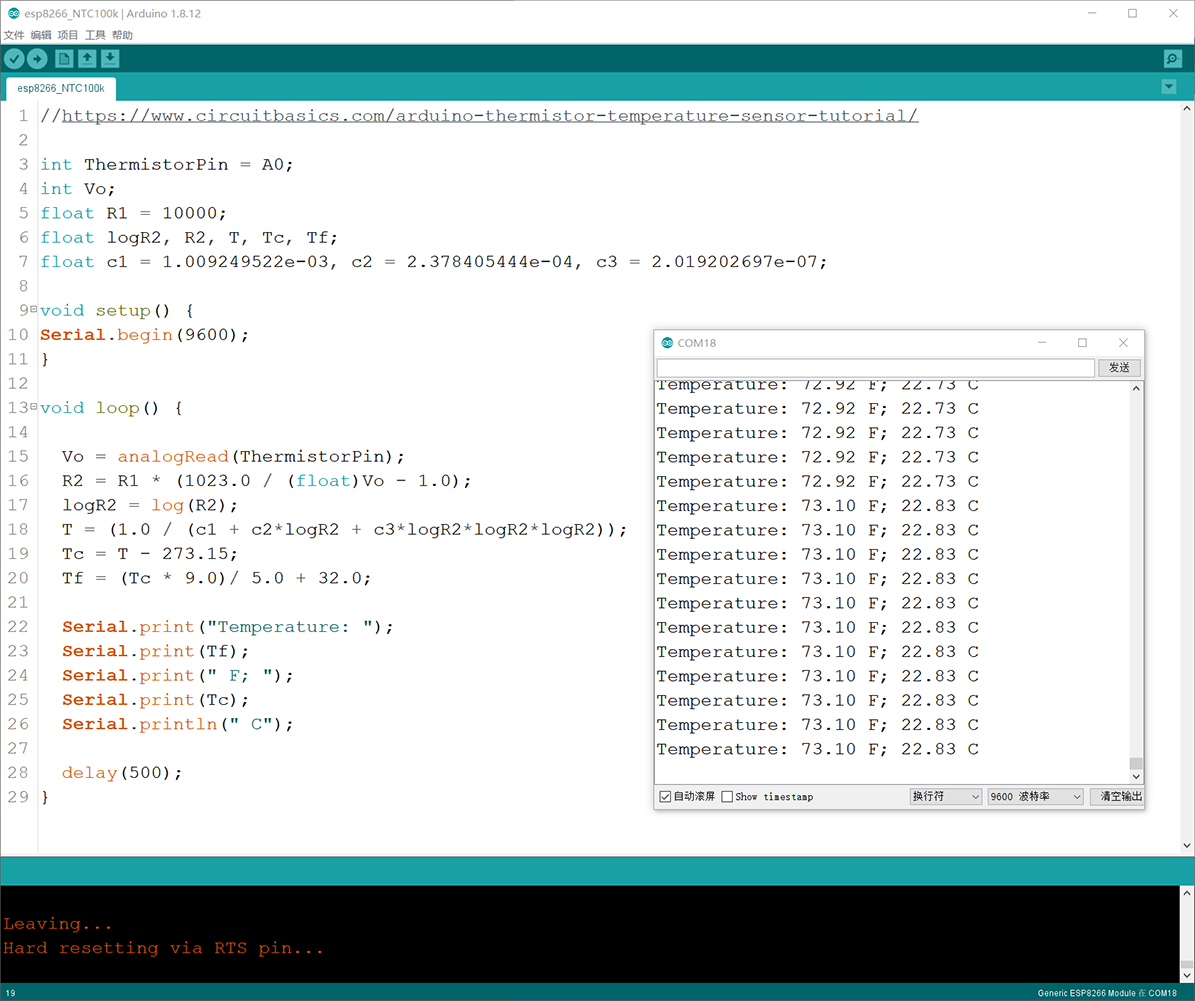 esp8266_NTC100k | Arduino 1.8.12
文件 编辑 项目 工具 帮助
esp8266_NTC100k
1 //https://www.circuitbasics.com/arduino-thermistor-temperature-sensor-tutorial/
2
3 int ThermistorPin = A0;
4 int Vo;
5 float R1 = 10000;
6 float logR2, R2, T, Tc, Tf;
7 float c1 = 1.009249522e-03, c2 = 2.378405444e-04, c3 = 2.019202697e-07;
8
9 void setup() {
10 Serial.begin(9600);
11 }
12
13 void loop() {
14
15 Vo = analogRead(ThermistorPin);
16 R2 = R1 * (1023.0 / (float)Vo - 1.0);
17 logR2 = log(R2);
18 T = (1.0 / (c1 + c2*logR2 + c3*logR2*logR2*logR2));
19 Tc = T - 273.15;
20 Tf = (Tc * 9.0)/ 5.0 + 32.0;
21
22 Serial.print("Temperature: ");
23 Serial.print(Tf);
24 Serial.print(" F; ");
25 Serial.print(Tc);
26 Serial.println(" C");
27
28 delay(500);
29 }
COM18
发送
Temperature: 72.92 F; 22.73 C
Temperature: 72.92 F; 22.73 C
Temperature: 72.92 F; 22.73 C
Temperature: 72.92 F; 22.73 C
Temperature: 72.92 F; 22.73 C
Temperature: 73.10 F; 22.83 C
Temperature: 73.10 F; 22.83 C
Temperature: 73.10 F; 22.83 C
Temperature: 73.10 F; 22.83 C
Temperature: 73.10 F; 22.83 C
Temperature: 73.10 F; 22.83 C
Temperature: 73.10 F; 22.83 C
Temperature: 73.10 F; 22.83 C
Temperature: 73.10 F; 22.83 C
Temperature: 73.10 F; 22.83 C
Temperature: 73.10 F; 22.83 C
自动滚屏 Show timestamp 换行符 9600 波特率 清空输出
Leaving...
Hard resetting via RTS pin...
19 Generic ESP8266 Module 在 COM18